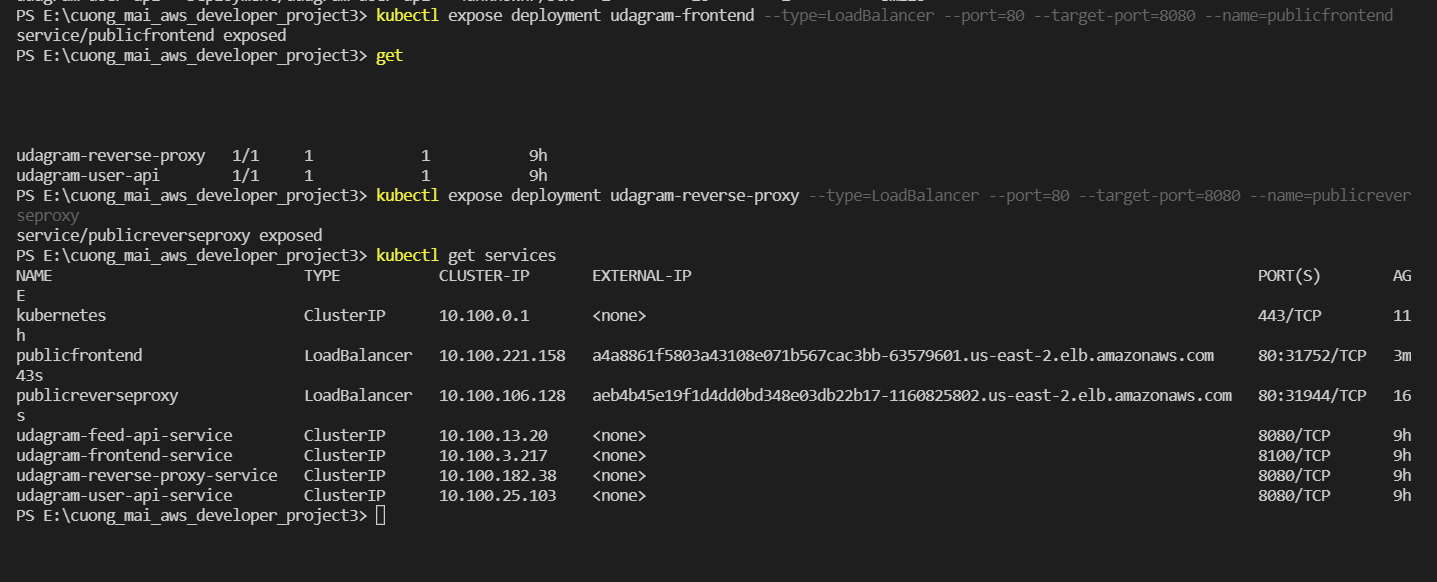 PS E:\cuong_mai_aws_developer_project3> kubectl expose deployment udagram-frontend --type=LoadBalancer --port=80 --target-port=8080 --name=publicfrontend
service/publicfrontend exposed
PS E:\cuong_mai_aws_developer_project3> get
udagram-reverse-proxy 1/1 1 1 9h
udagram-user-api 1/1 1 1 9h
PS E:\cuong_mai_aws_developer_project3> kubectl expose deployment udagram-reverse-proxy --type=LoadBalancer --port=80 --target-port=8080 --name=publicrever
seproxy
service/publicreverseproxy exposed
PS E:\cuong_mai_aws_developer_project3> kubectl get services
NAME TYPE CLUSTER-IP EXTERNAL-IP PORT(S) AG
E
kubernetes ClusterIP 10.100.0.1 <none> 443/TCP 11
h
publicfrontend LoadBalancer 10.100.221.158 a4a8861f5803a43108e071b567cac3bb-63579601.us-east-2.elb.amazonaws.com 80:31752/TCP 3m
43s
publicreverseproxy LoadBalancer 10.100.106.128 aeb4b45e19f1d4dd0bd348e03db22b17-1160825802.us-east-2.elb.amazonaws.com 80:31944/TCP 16
s
udagram-feed-api-service ClusterIP 10.100.13.20 <none> 8080/TCP 9h
udagram-frontend-service ClusterIP 10.100.3.217 <none> 8100/TCP 9h
udagram-reverse-proxy-service ClusterIP 10.100.182.38 <none> 8080/TCP 9h
udagram-user-api-service ClusterIP 10.100.25.103 <none> 8080/TCP 9h
PS E:\cuong_mai_aws_developer_project3>